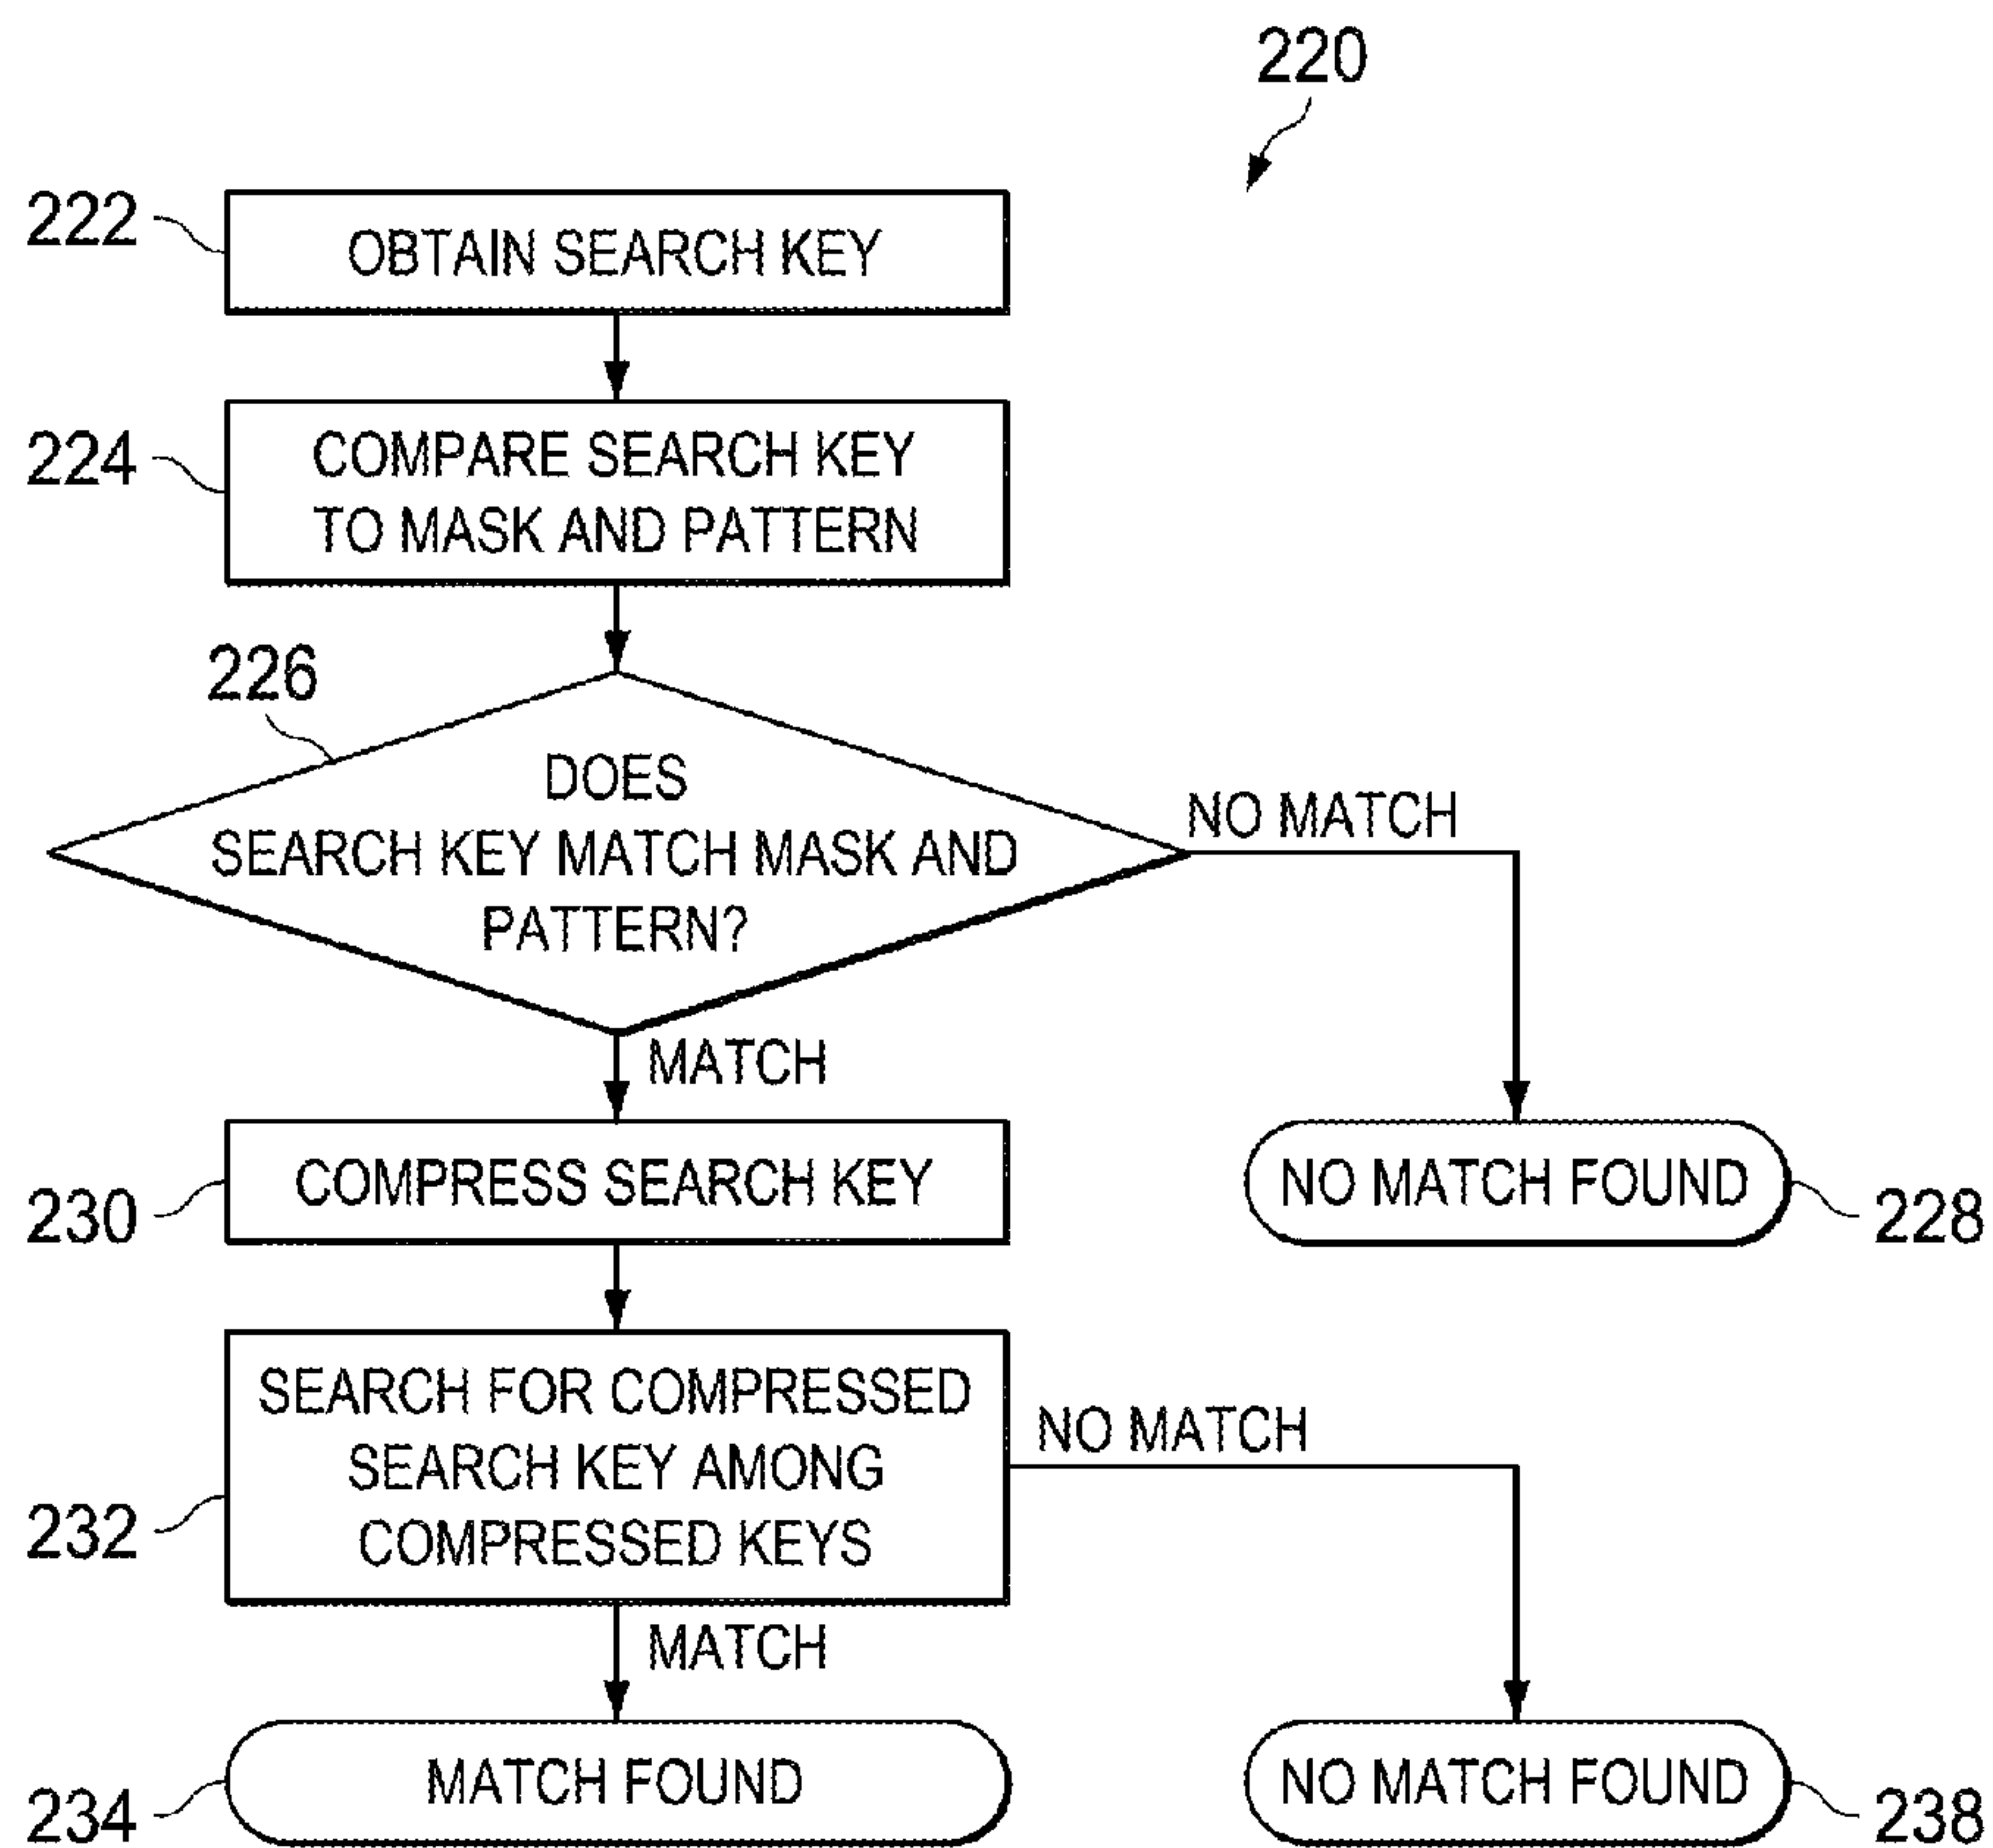 220
222
OBTAIN SEARCH KEY
224
COMPARE SEARCH KEY
TO MASK AND PATTERN
226
DOES
SEARCH KEY MATCH MASK AND
PATTERN?
NO MATCH
MATCH
230
COMPRESS SEARCH KEY
NO MATCH FOUND
228
232
SEARCH FOR COMPRESSED
SEARCH KEY AMONG
COMPRESSED KEYS
NO MATCH
MATCH
234
MATCH FOUND
NO MATCH FOUND
238